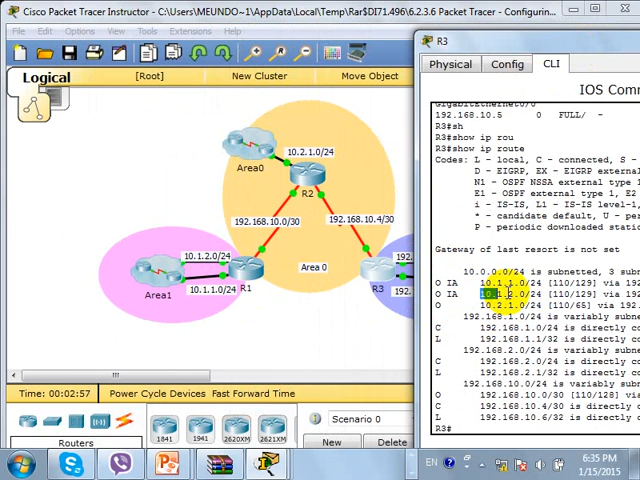 Cisco Packet Tracer Instructor - C:\Users\MEUNDO~1\AppData\Local\Temp\Rar$DI71.496\6.2.3.6 Packet Tracer - Configurin...
File Edit Options View Tools Extensions Help
Logical [Root] New Cluster Move Object
Area0
10.2.1.0/24
R2
192.168.10.0/30
192.168.10.4/30
10.1.2.0/24
Area1
10.1.1.0/24
R1
Area 0
R3
192.
192.
Time: 00:02:57 Power Cycle Devices Fast Forward Time
Routers
1841 1941 2620XM 2621XM
Scenario 0
New Delete
R3
Physical Config CLI
IOS Comm
GigabitEthernet0/0
192.168.10.5 0 FULL/ -
R3#sh
R3#show ip rou
R3#show ip route
Codes: L - local, C - connected, S -
D - EIGRP, EX - EIGRP external
N1 - OSPF NSSA external type 1
E1 - OSPF external type 1, E2
i - IS-IS, L1 - IS-IS level-1,
* - candidate default, U - pe
P - periodic downloaded static
Gateway of last resort is not set
10.0.0.0/24 is subnetted, 3 sub
O IA 10.1.1.0/24 [110/129] via 192
O IA 10.1.2.0/24 [110/129] via 192
O 10.2.1.0/24 [110/65] via 192.
192.168.1.0/24 is variably subne
C 192.168.1.0/24 is directly co
L 192.168.1.1/32 is directly co
192.168.2.0/24 is variably subne
C 192.168.2.0/24 is directly co
L 192.168.2.1/32 is directly co
192.168.10.0/24 is variably subn
O 192.168.10.0/30 [110/128] vi
C 192.168.10.4/30 is directly c
L 192.168.10.6/32 is directly c
R3#
EN
6:35 PM
1/15/2015